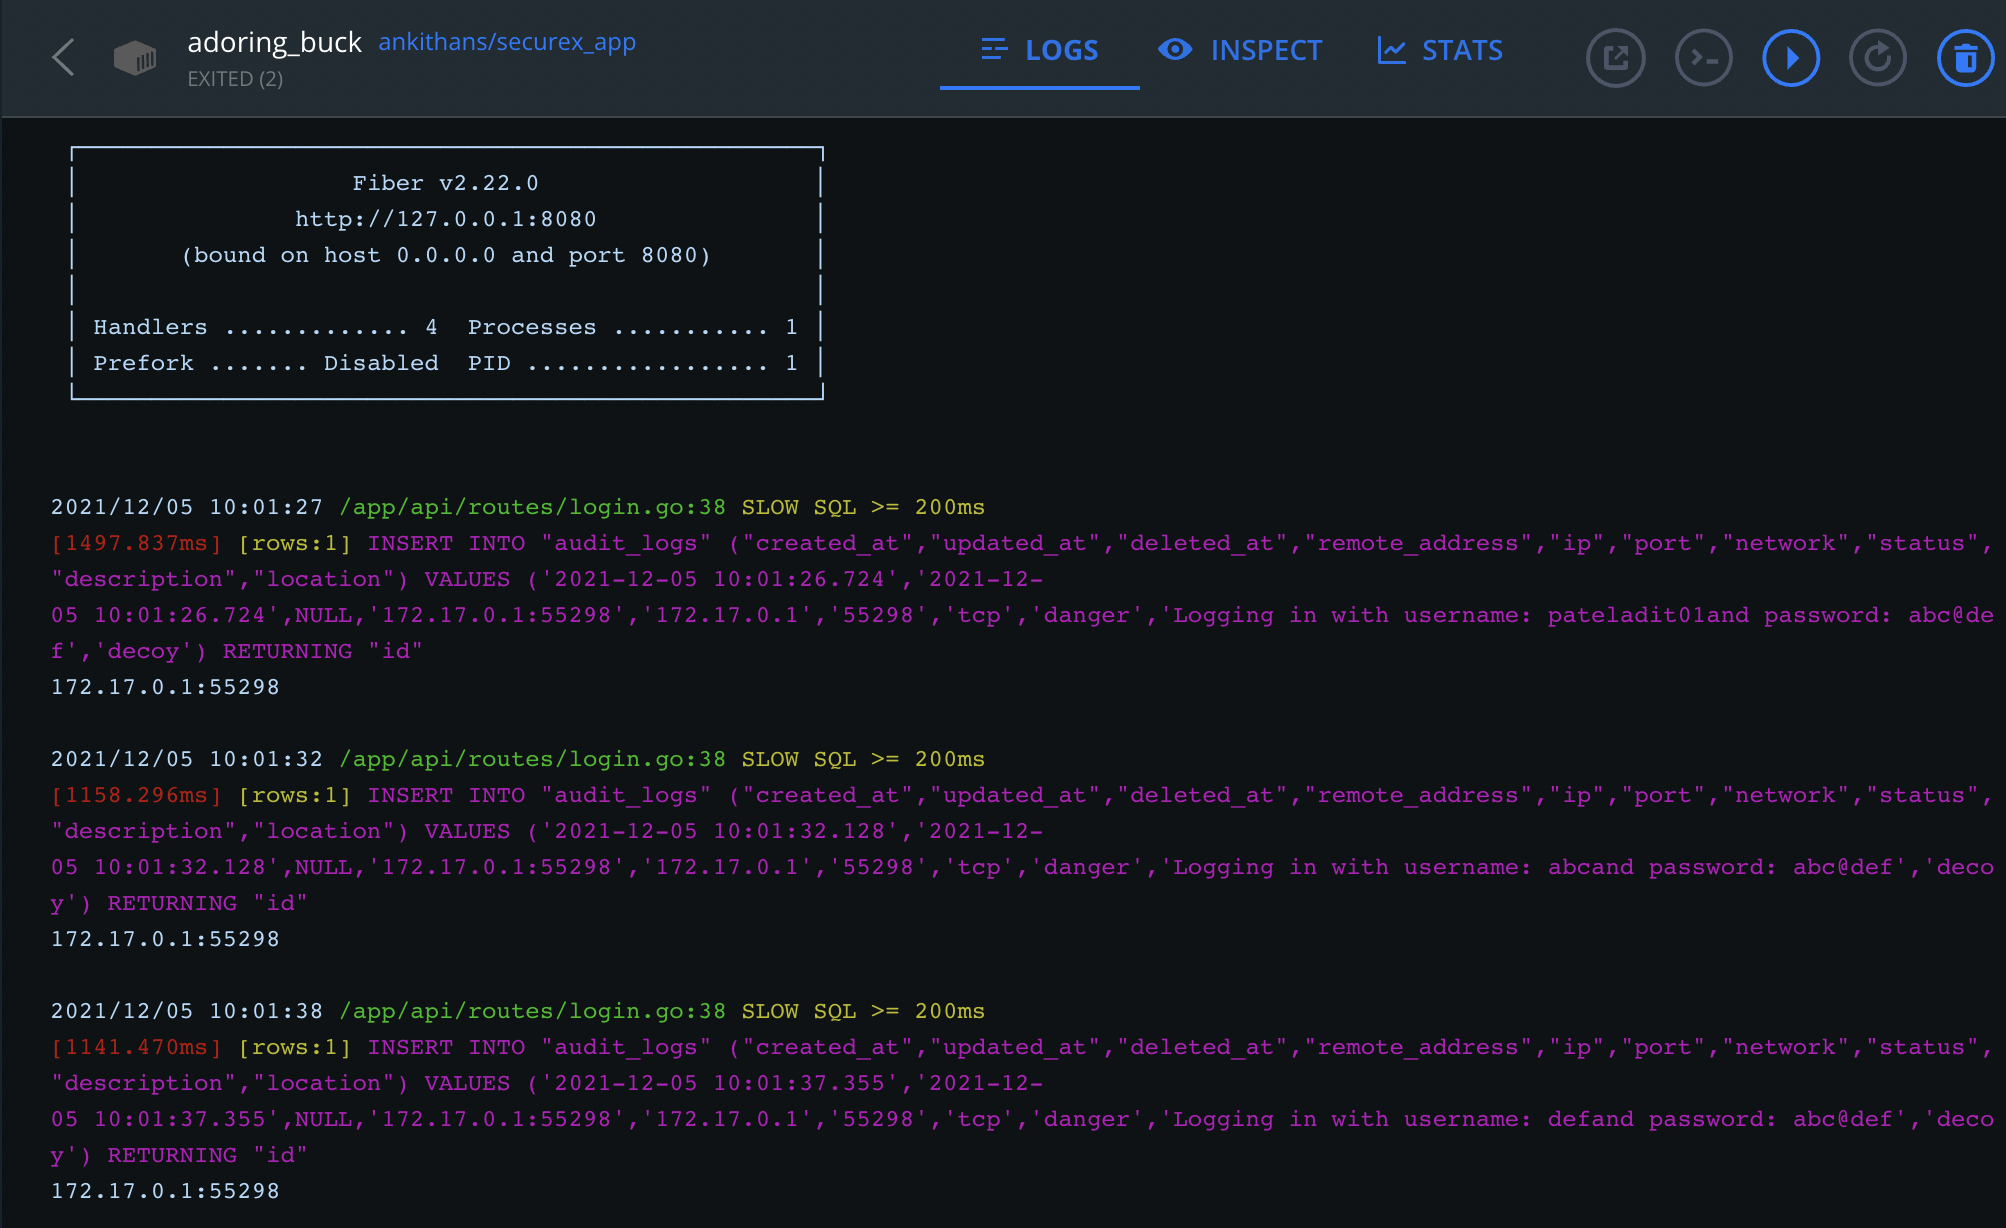 adoring_buck ankithans/securex_app
EXITED (2)
LOGS INSPECT STATS
Fiber v2.22.0
http://127.0.0.1:8080
(bound on host 0.0.0.0 and port 8080)
Handlers ............. 4 Processes ........... 1
Prefork ....... Disabled PID ................. 1
2021/12/05 10:01:27 /app/api/routes/login.go:38 SLOW SQL >= 200ms
[1497.837ms] [rows:1] INSERT INTO "audit_logs" ("created_at","updated_at","deleted_at","remote_address","ip","port","network","status",
"description","location") VALUES ('2021-12-05 10:01:26.724','2021-12-
05 10:01:26.724',NULL,'172.17.0.1:55298','172.17.0.1','55298','tcp','danger','Logging in with username: pateladit01and password: abc@de
f','decoy') RETURNING "id"
172.17.0.1:55298
2021/12/05 10:01:32 /app/api/routes/login.go:38 SLOW SQL >= 200ms
[1158.296ms] [rows:1] INSERT INTO "audit_logs" ("created_at","updated_at","deleted_at","remote_address","ip","port","network","status",
"description","location") VALUES ('2021-12-05 10:01:32.128','2021-12-
05 10:01:32.128',NULL,'172.17.0.1:55298','172.17.0.1','55298','tcp','danger','Logging in with username: abcand password: abc@def','deco
y') RETURNING "id"
172.17.0.1:55298
2021/12/05 10:01:38 /app/api/routes/login.go:38 SLOW SQL >= 200ms
[1141.470ms] [rows:1] INSERT INTO "audit_logs" ("created_at","updated_at","deleted_at","remote_address","ip","port","network","status",
"description","location") VALUES ('2021-12-05 10:01:37.355','2021-12-
05 10:01:37.355',NULL,'172.17.0.1:55298','172.17.0.1','55298','tcp','danger','Logging in with username: defand password: abc@def','deco
y') RETURNING "id"
172.17.0.1:55298